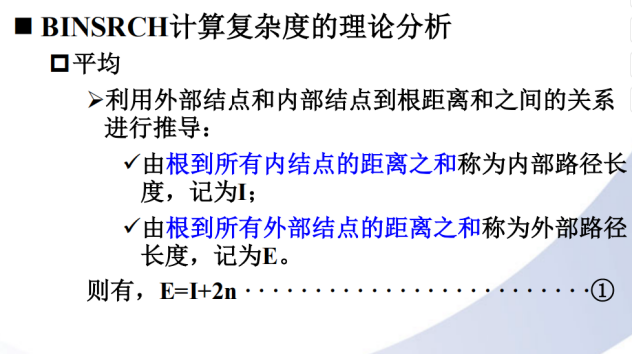 ■ BINSRCH计算复杂度的理论分析
❑平均
➢利用外部结点和内部结点到根距离和之间的关系
进行推导：
✓由根到所有内结点的距离之和称为内部路径长
度，记为I；
✓由根到所有外部结点的距离之和称为外部路径
长度，记为E。
则有，E=I+2n ·························①